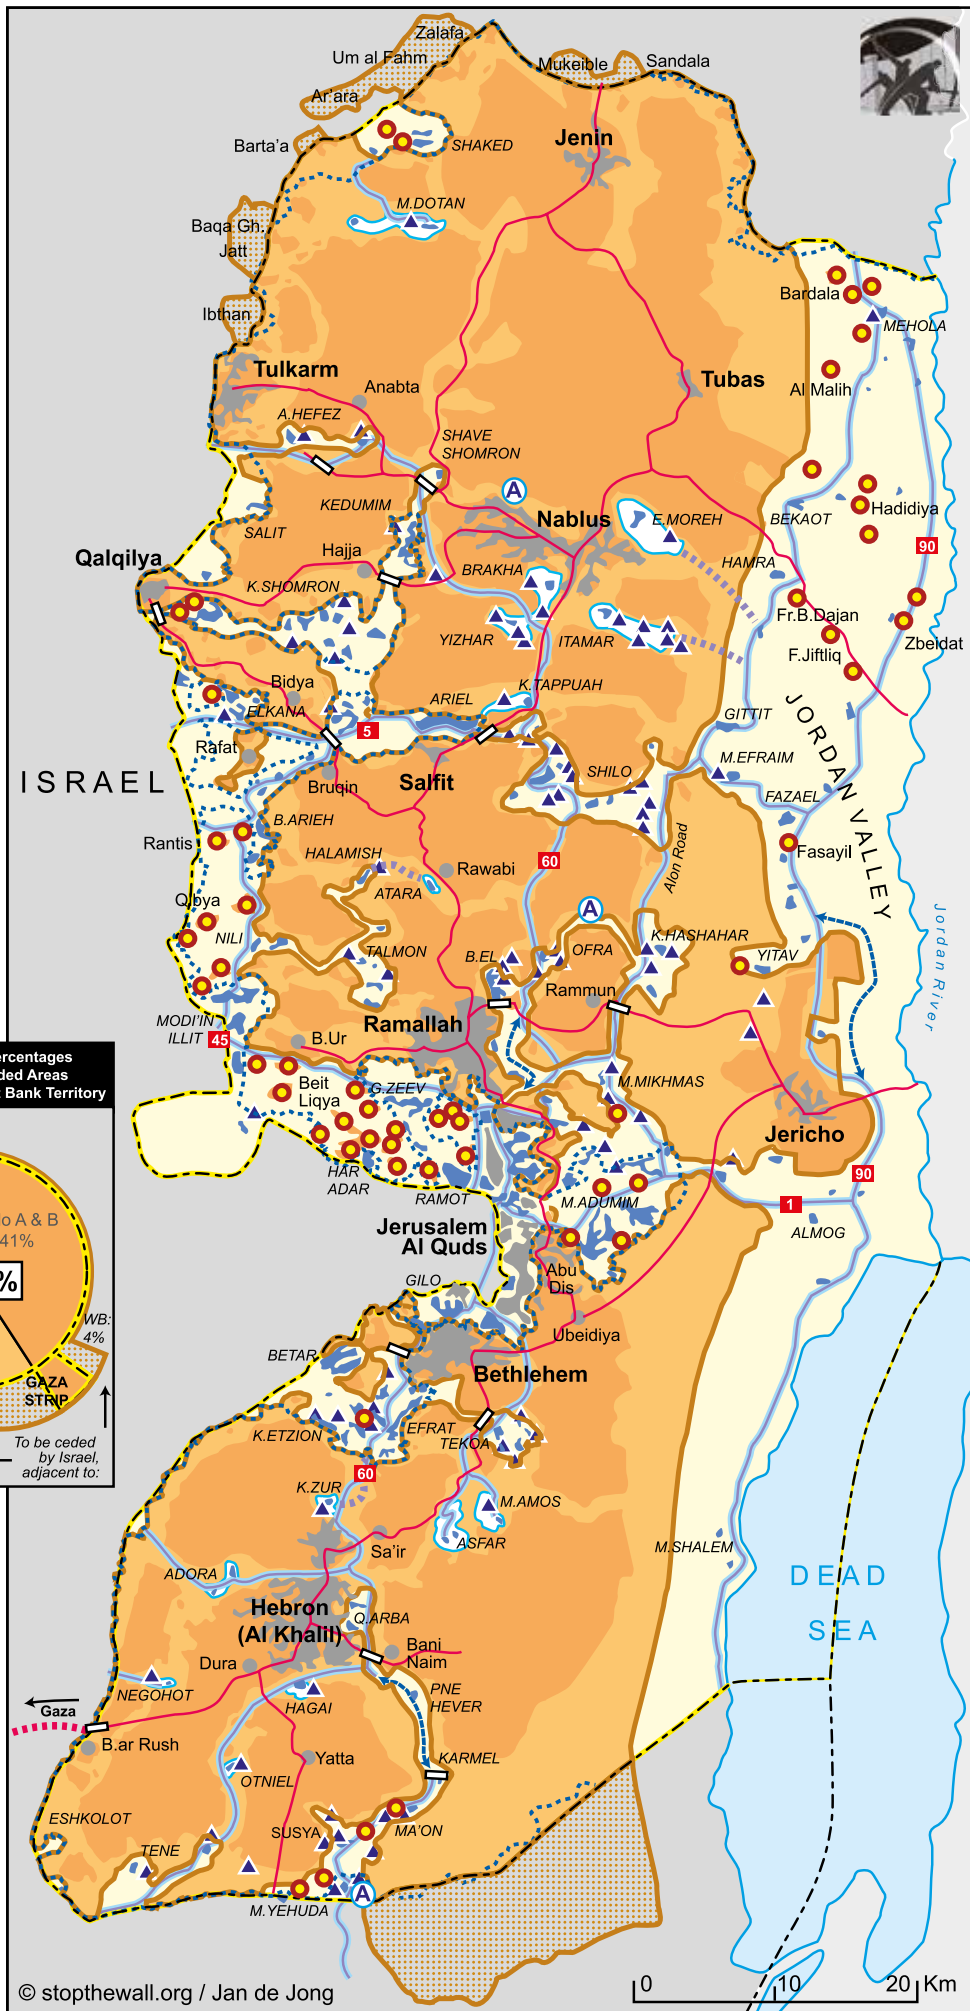 Zalafa
Um al Fahm
Mukeible
Sandala
Ar'ara
Barta'a
SHAKED
Jenin
M.DOTAN
Baqa Gh.
Jatt
Ibthan
Bardala
MEHOLA
Tulkarm
Anabta
Tubas
Al Malih
A.HEFEZ
SHAVE
SHOMRON
KEDUMIM
A
Nablus
E.MOREH
BEKAOT
Hadidiya
SALIT
Qalqilya
Hajja
90
K.SHOMRON
BRAKHA
HAMRA
Fr.B.Dajan
YIZHAR
ITAMAR
F.Jiftliq
Zbeidat
Bidya
ARIEL
K.TAPPUAH
ELKANA
5
GITTIT
JORDAN VALLEY
Rafat
ISRAEL
Bruqin
Salfit
SHILO
M.EFRAIM
FAZAEL
B.ARIEH
Rantis
HALAMISH
Rawabi
60
Alon Road
Fasayil
ATARA
Qibya
A
NILI
TALMON
B.EL
OFRA
K.HASHAHAR
YITAV
Jordan River
Rammun
MODI'IN
ILLIT
45
B.Ur
Ramallah
ercentages
ded Areas
t Bank Territory
Beit
Liqya
G.ZEEV
M.MIKHMAS
Jericho
HAR
ADAR
RAMOT
M.ADUMIM
90
1
ALMOG
Jerusalem
Al Quds
o A & B
41%
%
GILO
Abu
Dis
WB:
4%
Ubeidiya
BETAR
Bethlehem
GAZA
STRIP
K.ETZION
EFRAT
TEKOA
To be ceded
by Israel,
adjacent to:
60
K.ZUR
M.AMOS
ASFAR
Sa'ir
M.SHALEM
ADORA
DEAD
SEA
Hebron
(Al Khalil)
Q.ARBA
Dura
Bani
Naim
NEGOHOT
HAGAI
PNE
HEVER
Gaza
B.ar Rush
Yatta
KARMEL
OTNIEL
ESHKOLOT
SUSYA
MA'ON
TENE
A
M.YEHUDA
© stopthewall.org / Jan de Jong
0 10 20 Km